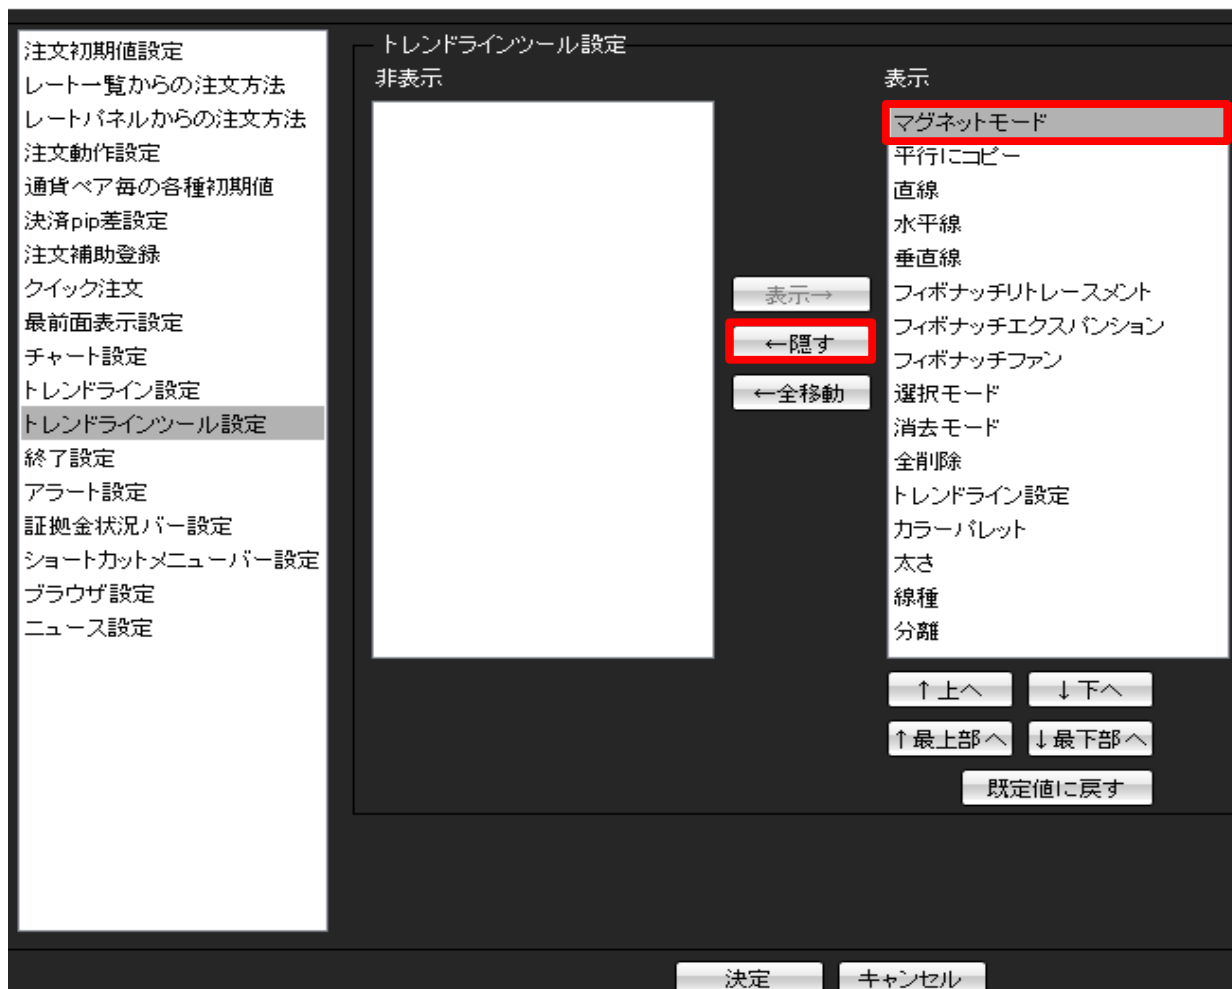 注文初期値設定
レート一覧からの注文方法
レートパネルからの注文方法
注文動作設定
通貨ペア毎の各種初期値
決済pip差設定
注文補助登録
クイック注文
最前面表示設定
チャート設定
トレンドライン設定
トレンドラインツール設定
終了設定
アラート設定
証拠金状況バー設定
ショートカットメニューバー設定
ブラウザ設定
ニュース設定
トレンドラインツール設定
非表示
表示→
←隠す
←全移動
表示
マグネットモード
平行にコピー
直線
水平線
垂直線
フィボナッチリトレースメント
フィボナッチエクスパンション
フィボナッチファン
選択モード
消去モード
全削除
トレンドライン設定
カラーパレット
太さ
線種
分離
↑上へ ↓下へ
↑最上部へ ↓最下部へ
既定値に戻す
決定 キャンセル